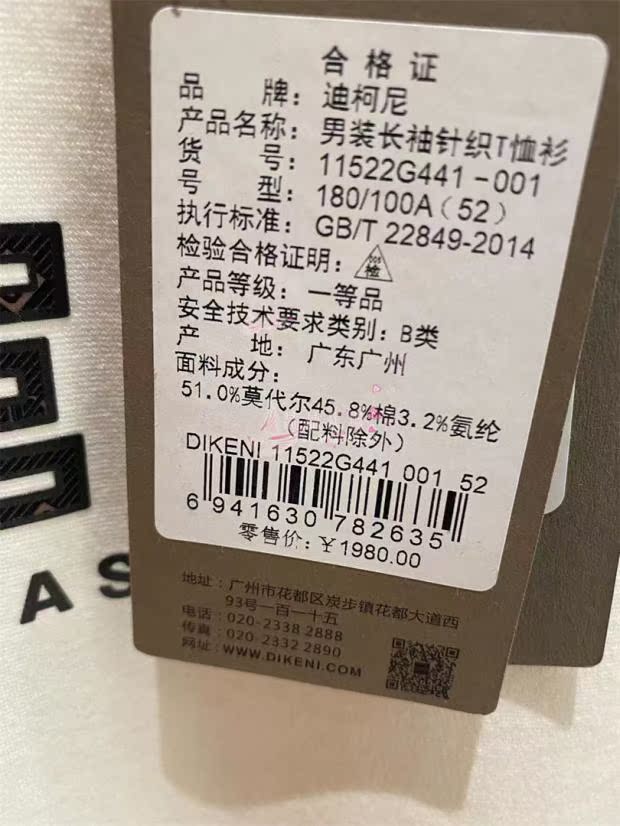 合格证
品 牌：迪柯尼
产品名称：男装长袖针织T恤衫
货 号：11522G441-001
号 型：180/100A（52）
执行标准：GB/T 22849-2014
检验合格证明：005检
产品等级：一等品
安全技术要求类别：B类
产 地：广东广州
面料成分：
51.0%莫代尔45.8%棉3.2%氨纶
（配料除外）
DIKENI 11522G441 001 52
6 941630 782635
零售价：￥1980.00
地址：广州市花都区炭步镇花都大道西
93号一百一十五
电话：020-2338 2888
传真：020-2332 2890
网址：WWW.DIKENI.COM
AS